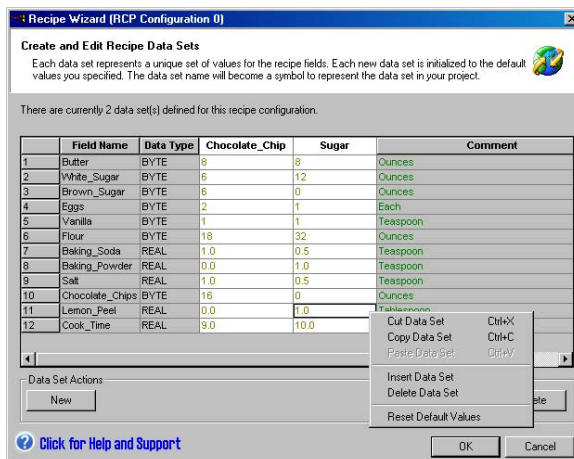 Recipe Wizard (RCP Configuration 0)
Create and Edit Recipe Data Sets
Each data set represents a unique set of values for the recipe fields. Each new data set is initialized to the default
values you specified. The data set name will become a symbol to represent the data set in your project.
There are currently 2 data set(s) defined for this recipe configuration.
Field Name Data Type Chocolate_Chip Sugar Comment
1 Butter BYTE 8 8 Ounces
2 White_Sugar BYTE 6 12 Ounces
3 Brown_Sugar BYTE 6 0 Ounces
4 Eggs BYTE 2 1 Each
5 Vanilla BYTE 1 1 Teaspoon
6 Flour BYTE 18 32 Ounces
7 Baking_Soda REAL 1.0 0.5 Teaspoon
8 Baking_Powder REAL 0.0 1.0 Teaspoon
9 Salt REAL 1.0 0.5 Teaspoon
10 Chocolate_Chips BYTE 16 0 Ounces
11 Lemon_Peel REAL 0.0 1.0 Tablespoon
12 Cook_Time REAL 9.0 10.0
Cut Data Set Ctrl+X
Copy Data Set Ctrl+C
Paste Data Set Ctrl+V
Insert Data Set
Delete Data Set
Reset Default Values
Data Set Actions
New
ete
Click for Help and Support
OK Cancel